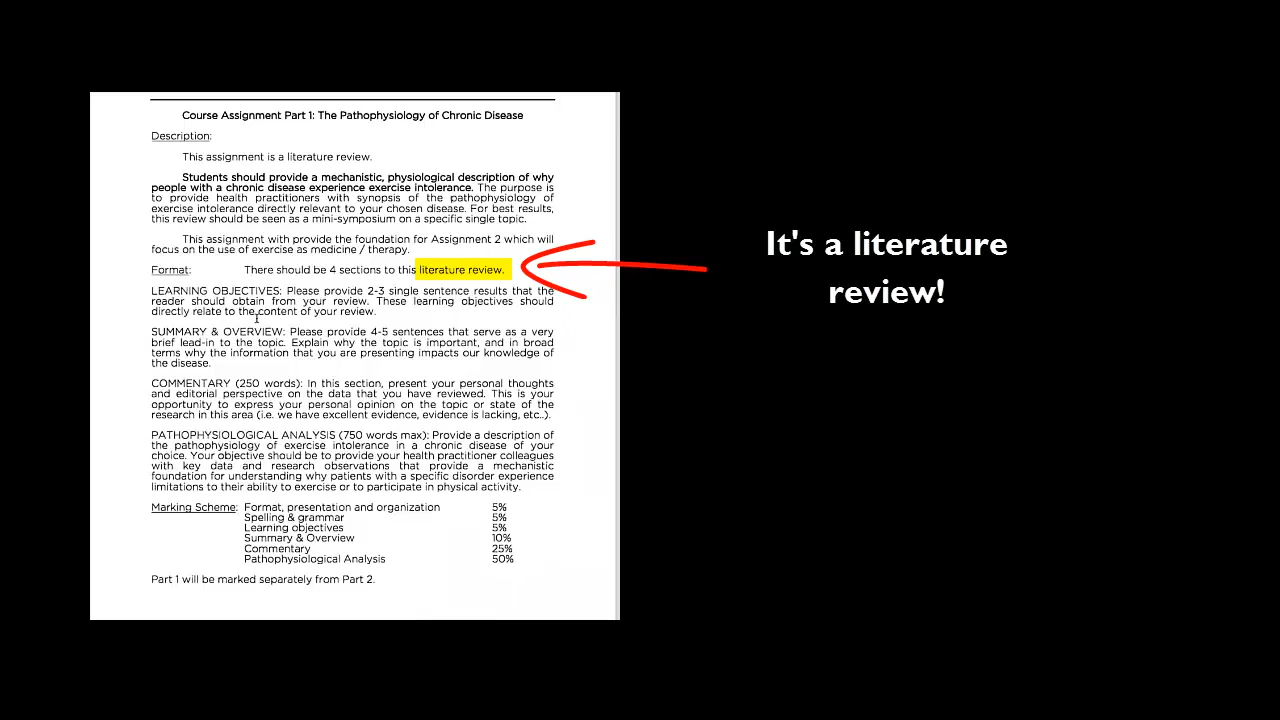 Course Assignment Part 1: The Pathophysiology of Chronic Disease
Description:
This assignment is a literature review.
Students should provide a mechanistic, physiological description of why
people with a chronic disease experience exercise intolerance. The purpose is
to provide health practitioners with synopsis of the pathophysiology of
exercise intolerance directly relevant to your chosen disease. For best results,
this review should be seen as a mini-symposium on a specific single topic.
This assignment with provide the foundation for Assignment 2 which will
focus on the use of exercise as medicine / therapy.
Format: There should be 4 sections to this literature review.
It's a literature
review!
LEARNING OBJECTIVES: Please provide 2-3 single sentence results that the
reader should obtain from your review. These learning objectives should
directly relate to the content of your review.
SUMMARY & OVERVIEW: Please provide 4-5 sentences that serve as a very
brief lead-in to the topic. Explain why the topic is important, and in broad
terms why the information that you are presenting impacts our knowledge of
the disease.
COMMENTARY (250 words): In this section, present your personal thoughts
and editorial perspective on the data that you have reviewed. This is your
opportunity to express your personal opinion on the topic or state of the
research in this area (i.e. we have excellent evidence, evidence is lacking, etc..).
PATHOPHYSIOLOGICAL ANALYSIS (750 words max): Provide a description of
the pathophysiology of exercise intolerance in a chronic disease of your
choice. Your objective should be to provide your health practitioner colleagues
with key data and research observations that provide a mechanistic
foundation for understanding why patients with a specific disorder experience
limitations to their ability to exercise or to participate in physical activity.
Marking Scheme: Format, presentation and organization 5%
Spelling & grammar 5%
Learning objectives 5%
Summary & Overview 10%
Commentary 25%
Pathophysiological Analysis 50%
Part 1 will be marked separately from Part 2.